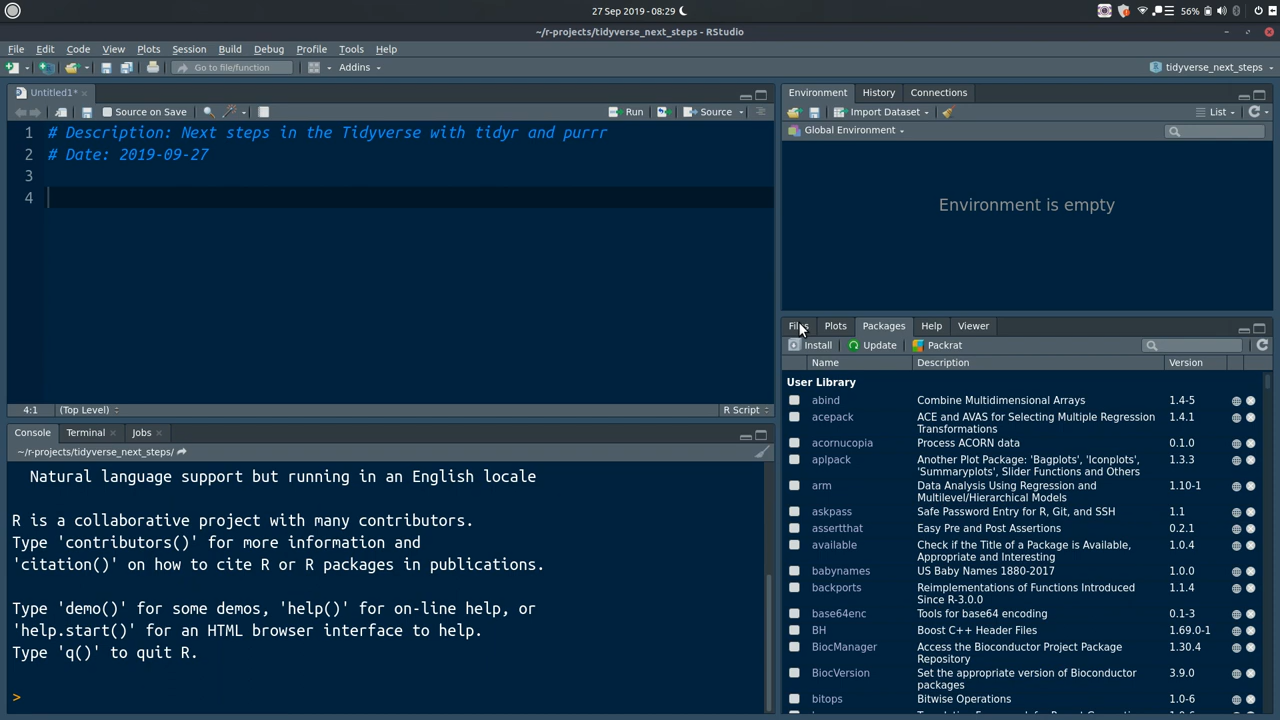 27 Sep 2019 - 08:29
56%
~/r-projects/tidyverse_next_steps - RStudio
File Edit Code View Plots Session Build Debug Profile Tools Help
Go to file/function Addins tidyverse_next_steps
Untitled1*
Source on Save Run Source
1 # Description: Next steps in the Tidyverse with tidyr and purrr
2 # Date: 2019-09-27
3
4
4:1 (Top Level) R Script
Console Terminal Jobs
~/r-projects/tidyverse_next_steps/
Natural language support but running in an English locale
R is a collaborative project with many contributors.
Type 'contributors()' for more information and
'citation()' on how to cite R or R packages in publications.
Type 'demo()' for some demos, 'help()' for on-line help, or
'help.start()' for an HTML browser interface to help.
Type 'q()' to quit R.
>
Environment History Connections
Import Dataset List
Global Environment
Environment is empty
Files Plots Packages Help Viewer
Install Update Packrat
Name Description Version
User Library
abind Combine Multidimensional Arrays 1.4-5
acepack ACE and AVAS for Selecting Multiple Regression 1.4.1
Transformations
acornucopia Process ACORN data 0.1.0
aplpack Another Plot Package: 'Bagplots', 'Iconplots', 1.3.3
'Summaryplots', Slider Functions and Others
arm Data Analysis Using Regression and 1.10-1
Multilevel/Hierarchical Models
askpass Safe Password Entry for R, Git, and SSH 1.1
assertthat Easy Pre and Post Assertions 0.2.1
available Check if the Title of a Package is Available, 1.0.4
Appropriate and Interesting
babynames US Baby Names 1880-2017 1.0.0
backports Reimplementations of Functions Introduced 1.1.4
Since R-3.0.0
base64enc Tools for base64 encoding 0.1-3
BH Boost C++ Header Files 1.69.0-1
BiocManager Access the Bioconductor Project Package 1.30.4
Repository
BiocVersion Set the appropriate version of Bioconductor 3.9.0
packages
bitops Bitwise Operations 1.0-6